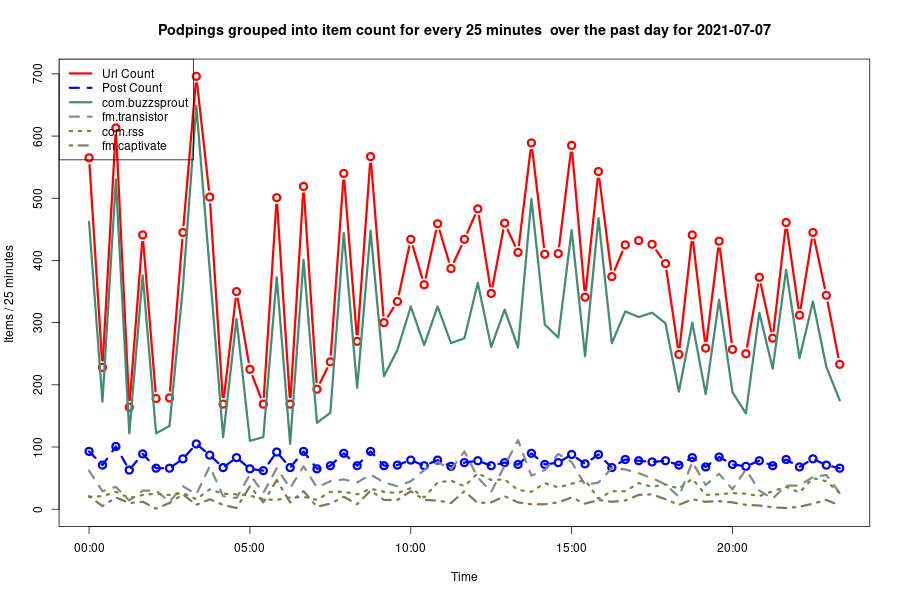 Podpings grouped into item count for every 25 minutes  over the past day for 2021-07-07
Url Count
Post Count
com.buzzsprout
fm.transistor
com.rss
fm.captivate
700
600
500
400
300
200
100
0
Items / 25 minutes
00:00 05:00 10:00 15:00 20:00
Time